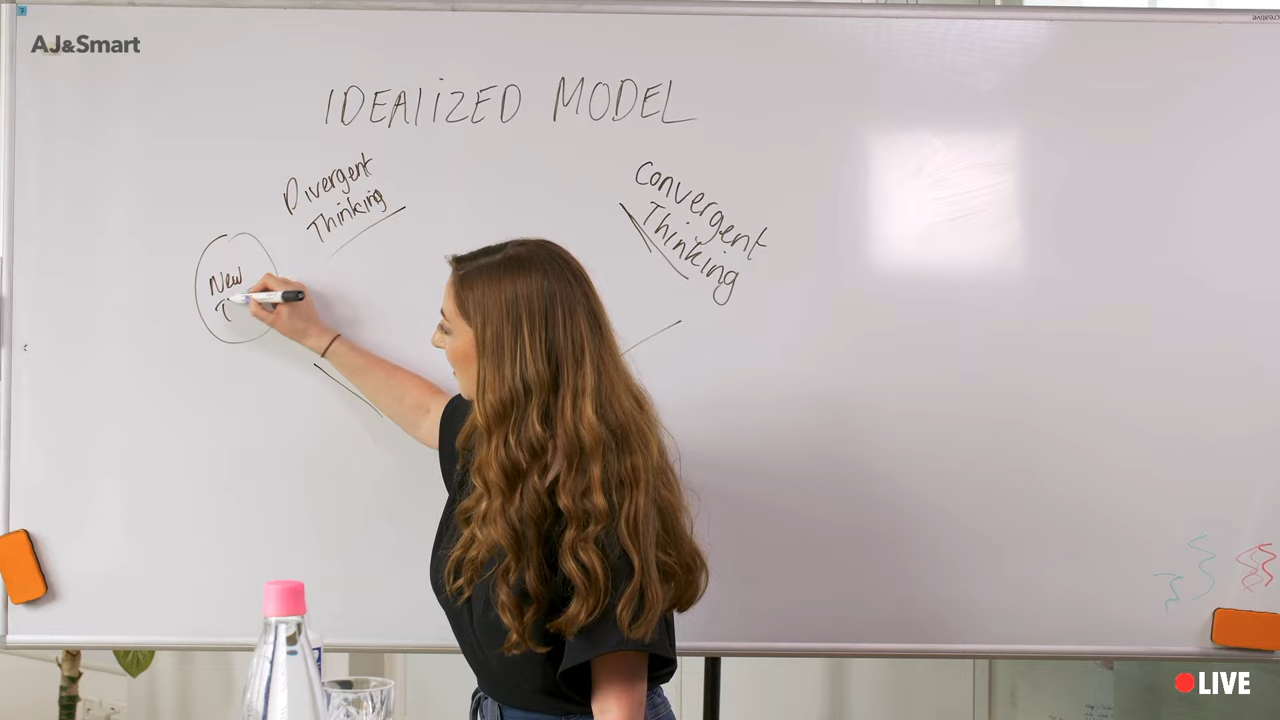 AJ&Smart
IDEAlIZED MODEL
Divergent
Thinking
Convergent
Thinking
New
T
LIVE